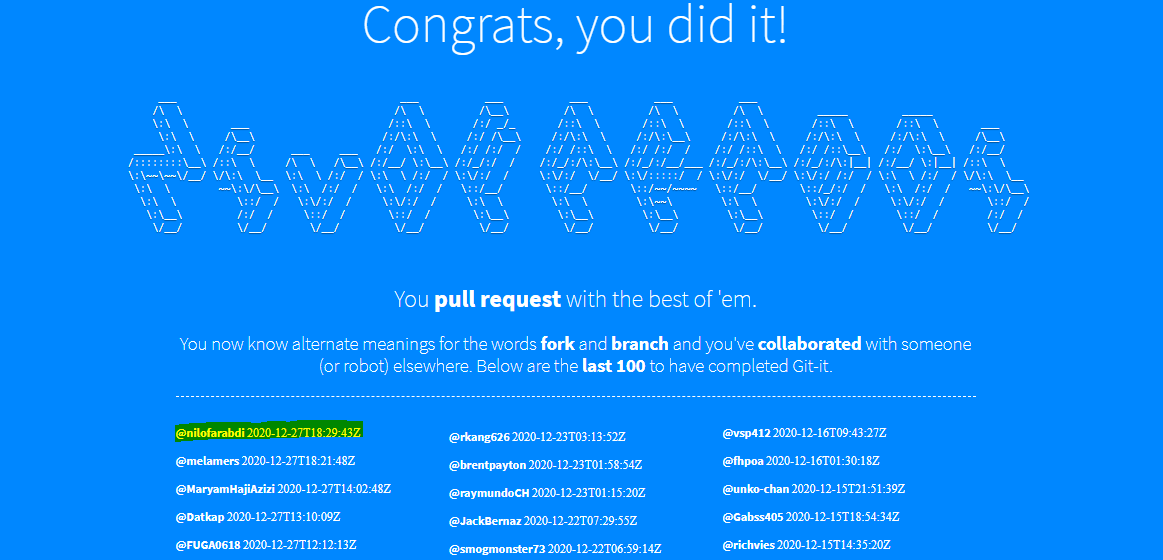 Congrats, you did it!
You pull request with the best of 'em.
You now know alternate meanings for the words fork and branch and you've collaborated with someone
(or robot) elsewhere. Below are the last 100 to have completed Git-it.
@nilofarabdi 2020-12-27T18:29:43Z
@melamers 2020-12-27T18:21:48Z
@MaryamHajiAzizi 2020-12-27T14:02:48Z
@Datkap 2020-12-27T13:10:09Z
@FUGA0618 2020-12-27T12:12:13Z
@rkang626 2020-12-23T03:13:52Z
@brentpayton 2020-12-23T01:58:54Z
@raymundoCH 2020-12-23T01:15:20Z
@JackBernaz 2020-12-22T07:29:55Z
@smogmonster73 2020-12-22T06:59:14Z
@vsp412 2020-12-16T09:43:27Z
@fhpoa 2020-12-16T01:30:18Z
@unko-chan 2020-12-15T21:51:39Z
@Gabss405 2020-12-15T18:54:34Z
@richvies 2020-12-15T14:35:20Z